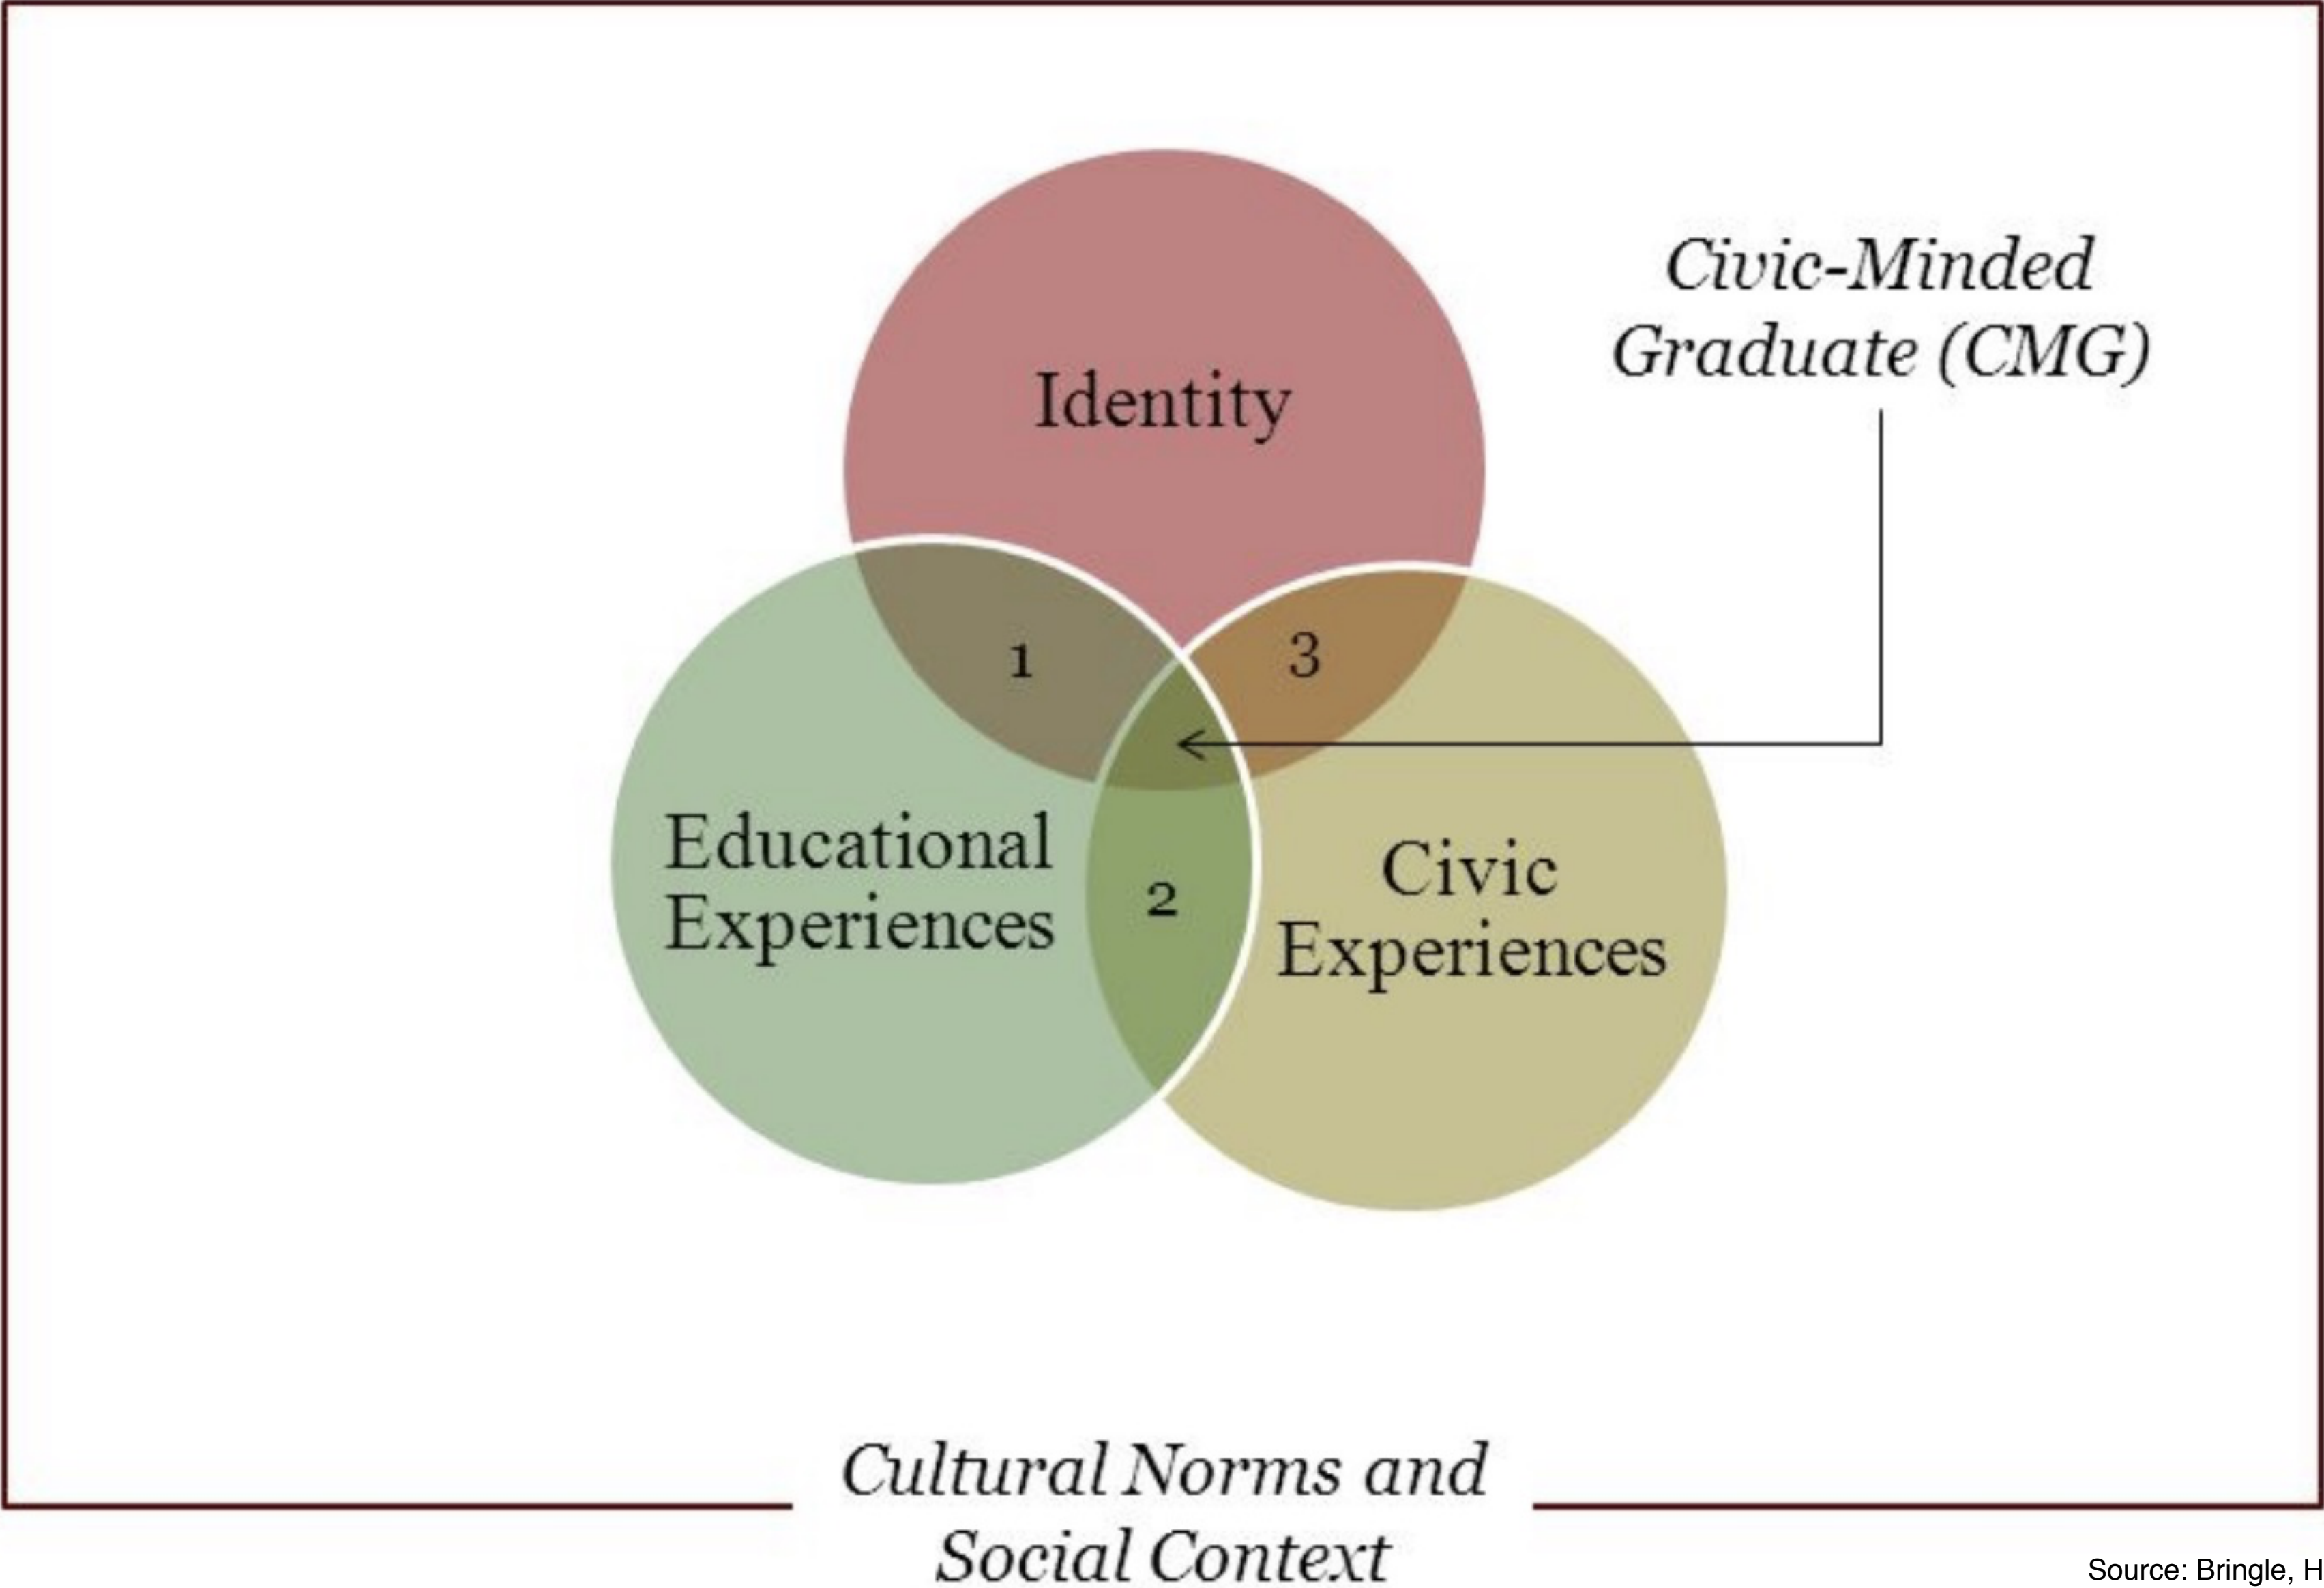 Civic-Minded
Graduate (CMG)
Identity
1
3
Educational
Experiences
2
Civic
Experiences
Cultural Norms and
Social Context
Source: Bringle, H